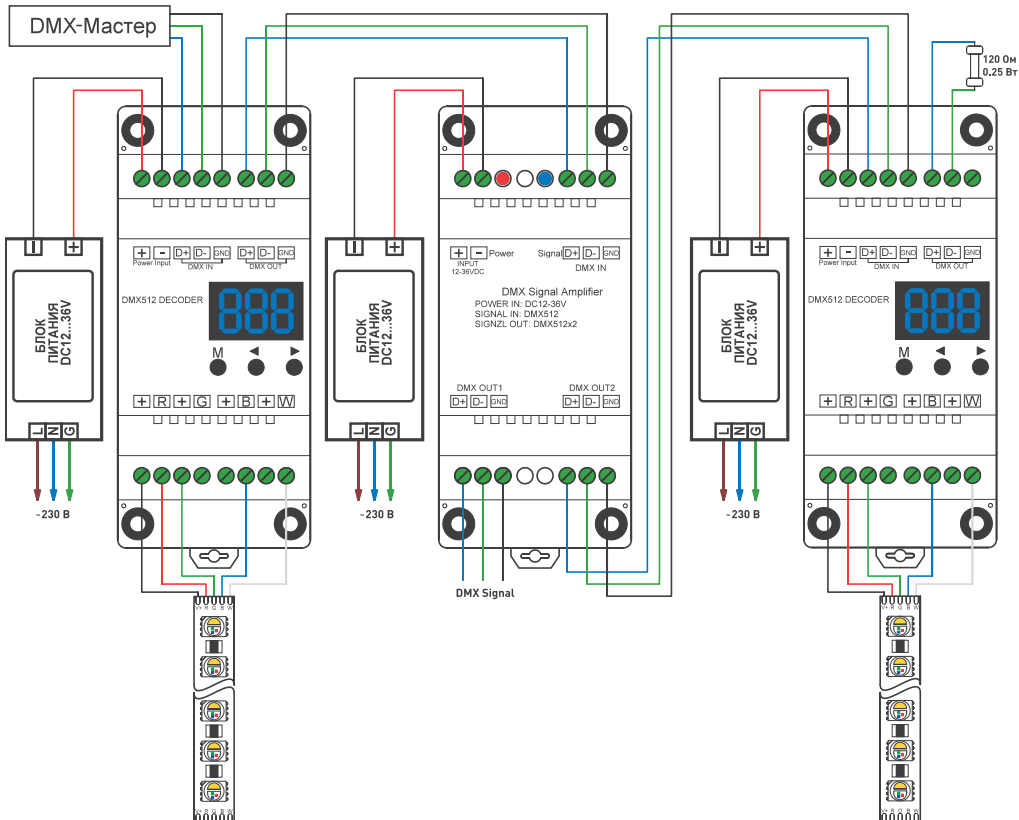 DMX-Мастер
120 Ом
0.25 Вт
БЛОК
ПИТАНИЯ
DC12...36V
L N G
~230 В
+ - D+ D- GND D+ D- GND
Power Input DMX IN DMX OUT
DMX512 DECODER
888
M ◄ ►
+ R + G + B + W
V+ R G B W
V+ R G B W
БЛОК
ПИТАНИЯ
DC12...36V
L N G
~230 В
+ - Power Signal D+ D- GND
INPUT
12-36VDC
DMX IN
DMX Signal Amplifier
POWER IN: DC12-36V
SIGNAL IN: DMX512
SIGNZL OUT: DMX512x2
DMX OUT1 DMX OUT2
D+ D- GND D+ D- GND
DMX Signal
БЛОК
ПИТАНИЯ
DC12...36V
L N G
~230 В
+ - D+ D- GND D+ D- GND
Power Input DMX IN DMX OUT
DMX512 DECODER
888
M ◄ ►
+ R + G + B + W
V+ R G B W
V+ R G B W